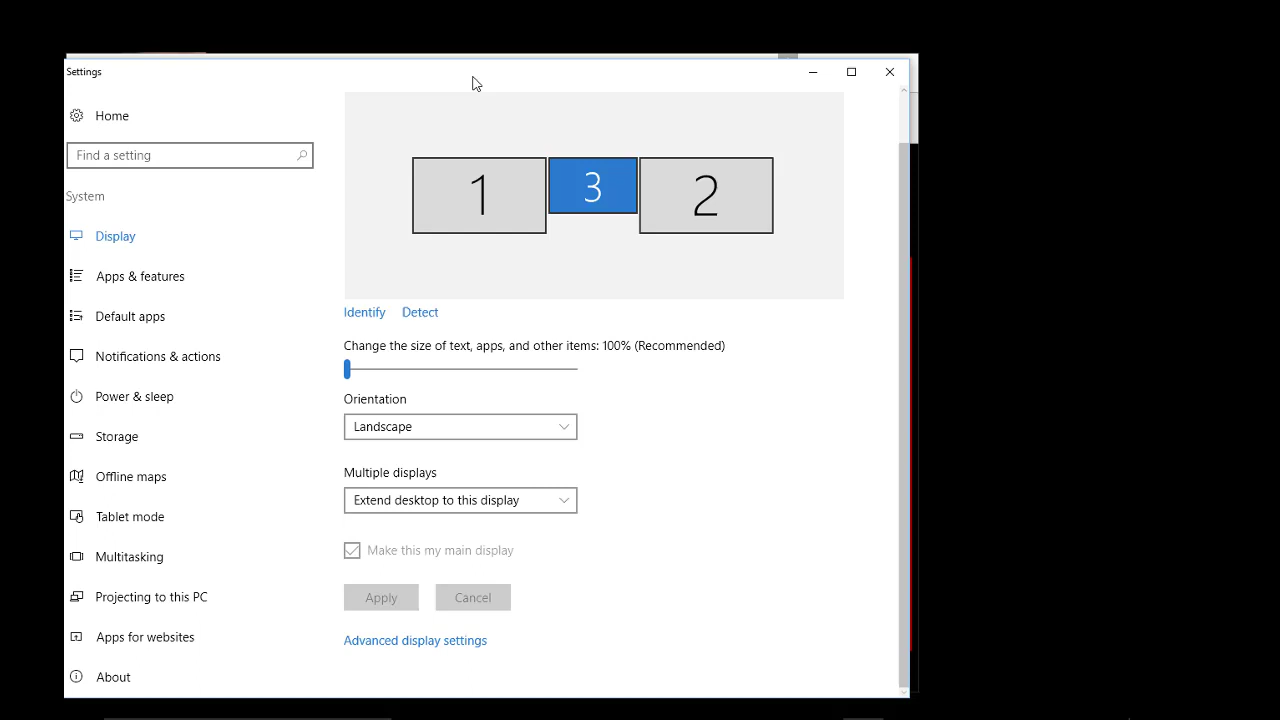 Settings
Home
Find a setting
System
Display
Apps & features
Default apps
Notifications & actions
Power & sleep
Storage
Offline maps
Tablet mode
Multitasking
Projecting to this PC
Apps for websites
About
1
3
2
Identify Detect
Change the size of text, apps, and other items: 100% (Recommended)
Orientation
Landscape
Multiple displays
Extend desktop to this display
Make this my main display
Apply Cancel
Advanced display settings